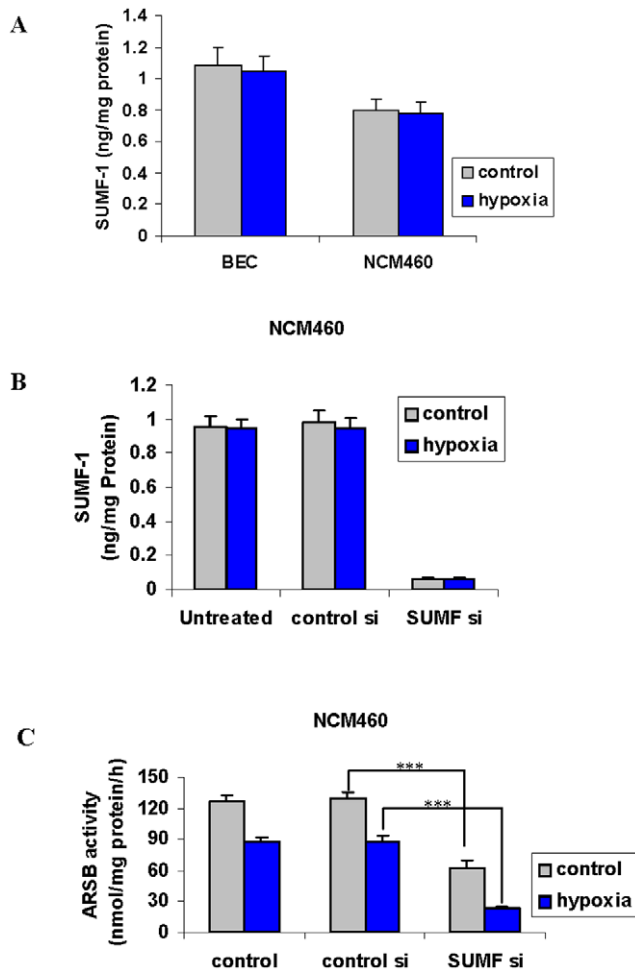 A
SUMF-1 (ng/mg protein)
1.4
1.2
1
0.8
0.6
0.4
0.2
0
BEC
NCM460
control
hypoxia
NCM460
B
SUMF-1
(ng/mg Protein)
1.2
1
0.8
0.6
0.4
0.2
0
Untreated
control si
SUMF si
control
hypoxia
NCM460
C
ARSB activity
(nmol/mg protein/h)
150
120
90
60
30
0
***
***
control
control si
SUMF si
control
hypoxia